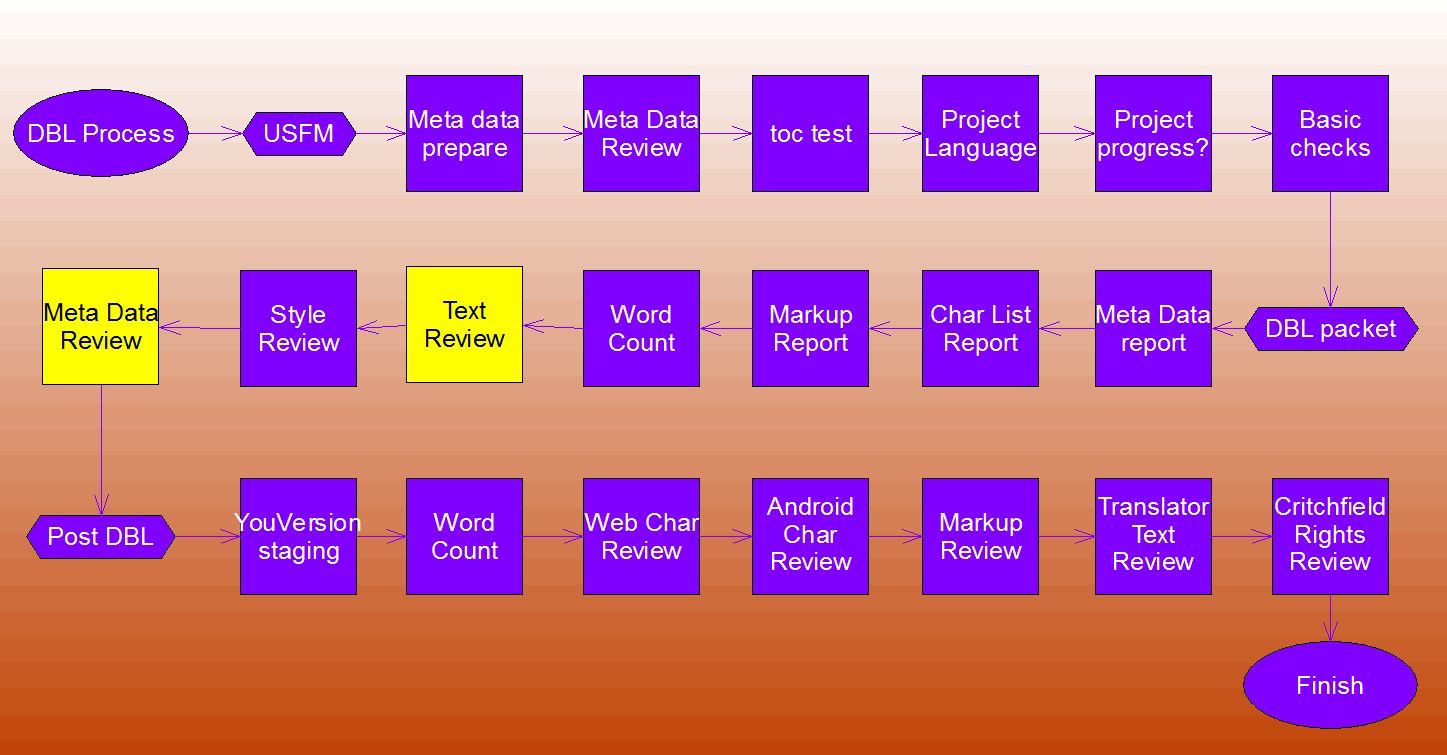 DBL Process
USFM
Meta data
prepare
Meta Data
Review
toc test
Project
Language
Project
progress?
Basic
checks
DBL packet
Meta Data
report
Char List
Report
Markup
Report
Word
Count
Text
Review
Style
Review
Meta Data
Review
Post DBL
YouVersion
staging
Word
Count
Web Char
Review
Android
Char
Review
Markup
Review
Translator
Text
Review
Critchfield
Rights
Review
Finish